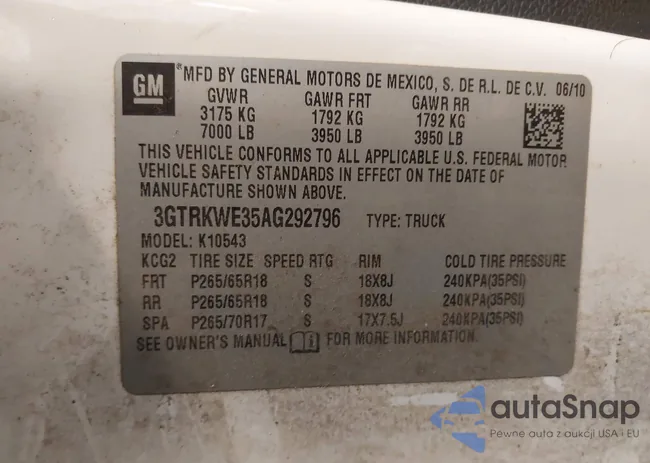 GM
®MFD BY GENERAL MOTORS DE MEXICO, S. DE R.L. DE C.V. 06/10
GVWR GAWR FRT GAWR RR
3175 KG 1792 KG 1792 KG
7000 LB 3950 LB 3950 LB
THIS VEHICLE CONFORMS TO ALL APPLICABLE U.S. FEDERAL MOTOR
VEHICLE SAFETY STANDARDS IN EFFECT ON THE DATE OF
MANUFACTURE SHOWN ABOVE.
3GTRKWE35AG292796 TYPE: TRUCK
MODEL: K10543
KCG2 TIRE SIZE SPEED RTG RIM COLD TIRE PRESSURE
FRT P265/65R18 S 18X8J 240KPA(35PSI)
RR P265/65R18 S 18X8J 240KPA(35PSI)
SPA P265/70R17 S 17X7.5J 240KPA(35PSI)
SEE OWNER'S MANUAL FOR MORE INFORMATION.
autaSnap
Pewne auta z aukcji USA i EU